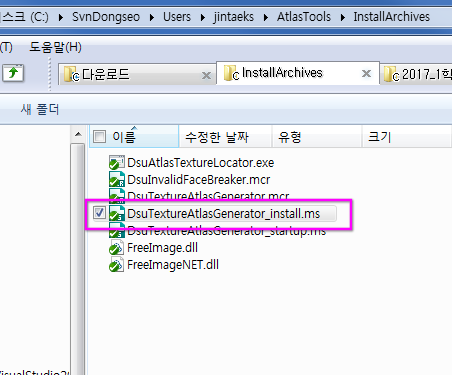 스크 (C:) ▸ SvnDongseo ▸ Users ▸ jintaeks ▸ AtlasTools ▸ InstallArchives
(T) 도움말(H)
다운로드 InstallArchives 2017_1학
새 폴더
이름 수정한 날짜 유형 크기
DsuAtlasTextureLocator.exe
DsuInvalidFaceBreaker.mcr
DsuTextureAtlasGenerator.mcr
DsuTextureAtlasGenerator_install.ms
DsuTextureAtlasGenerator_startup.ms
FreeImage.dll
FreeImageNET.dll